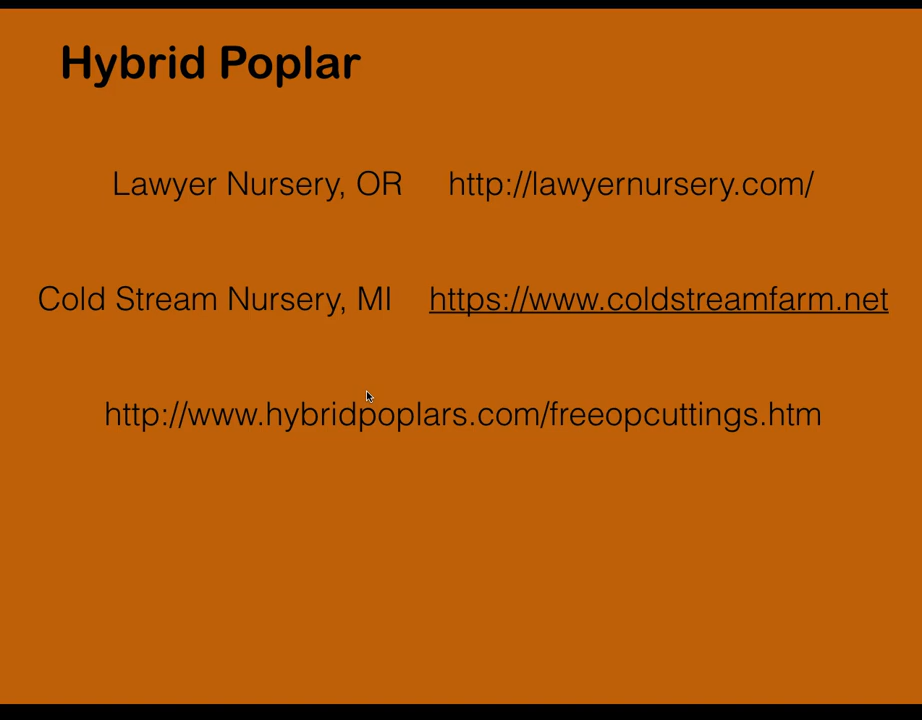 Hybrid Poplar
Lawyer Nursery, OR http://lawyernursery.com/
Cold Stream Nursery, MI https://www.coldstreamfarm.net
http://www.hybridpoplars.com/freeopcuttings.htm